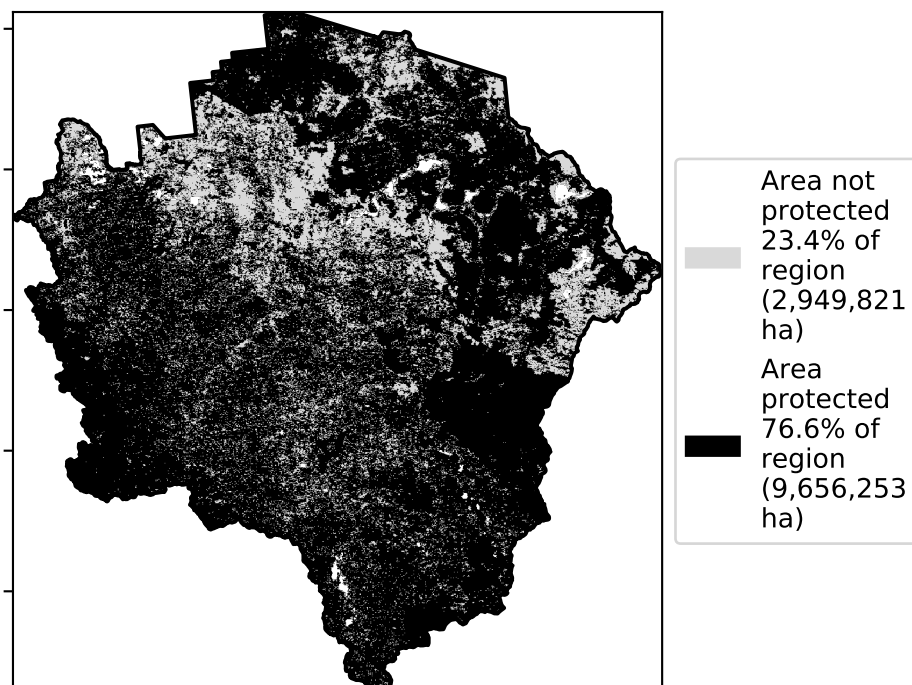 Area not
protected
23.4% of
region
(2,949,821
ha)
Area
protected
76.6% of
region
(9,656,253
ha)